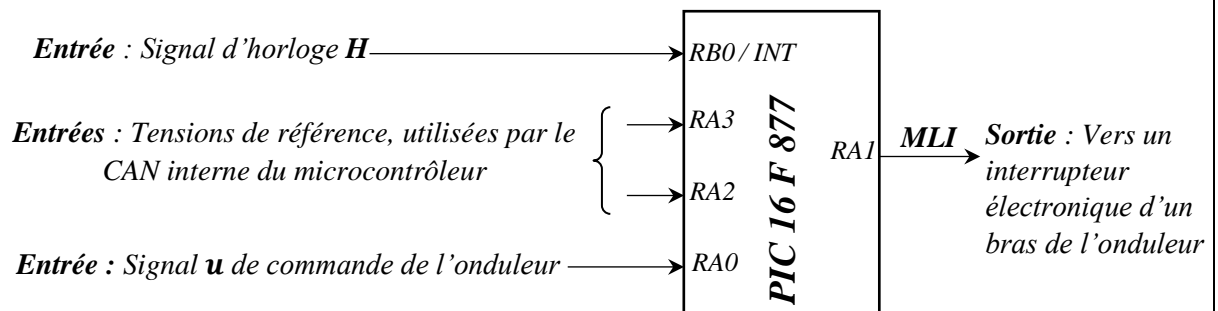 Entrée : Signal d'horloge H
RB0 / INT
Entrées : Tensions de référence, utilisées par le
CAN interne du microcontrôleur
RA3
RA2
Entrée : Signal u de commande de l'onduleur
RA0
PIC 16 F 877
RA1
MLI
Sortie : Vers un
interrupteur
électronique d'un
bras de l'onduleur